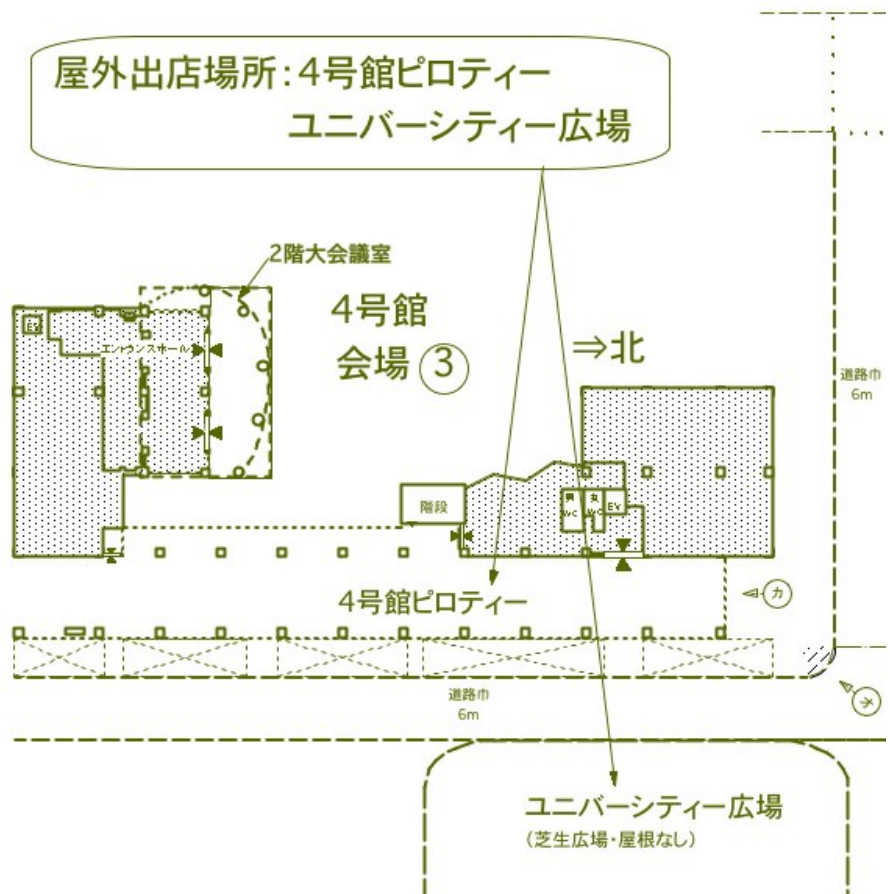 屋外出店場所：4号館ピロティー
ユニバーシティー広場
2階大会議室
4号館
会場③
⇒北
EV
エントランスホール
道路巾
6m
階段
男
WC
女
WC
EV
4号館ピロティー
カ
道路巾
6m
ユニバーシティー広場
(芝生広場・屋根なし)